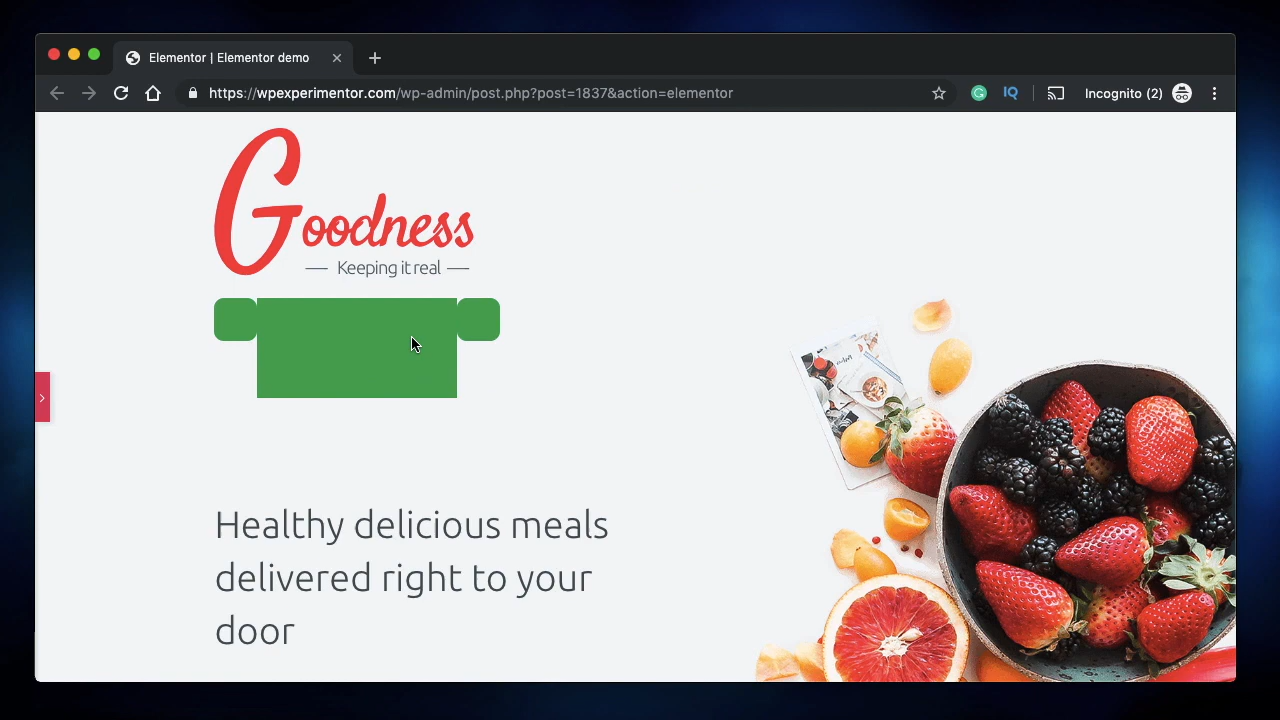 Elementor | Elementor demo
https://wpexperimentor.com/wp-admin/post.php?post=1837&action=elementor
IQ
Incognito (2)
Goodness
— Keeping it real —
Healthy delicious meals
delivered right to your
door